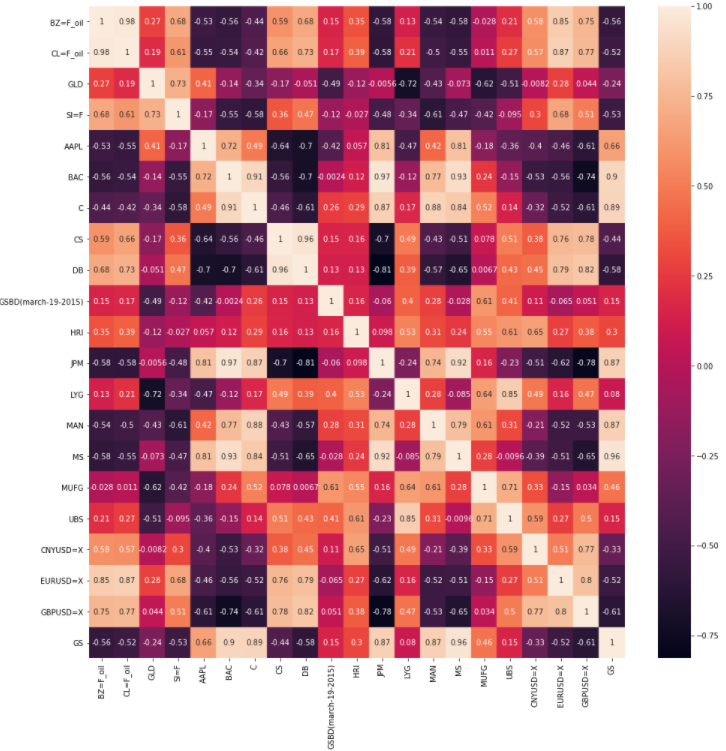 BZ=F_oil 1 0.98 0.27 0.68 -0.53 -0.56 -0.44 0.59 0.68 0.15 0.35 -0.58 0.13 -0.54 -0.58 -0.028 0.21 0.58 0.85 0.75 -0.56
CL=F_oil 0.98 1 0.19 0.61 -0.55 -0.54 -0.42 0.66 0.73 0.17 0.39 -0.58 0.21 -0.5 -0.55 0.011 0.27 0.57 0.87 0.77 -0.52
GLD 0.27 0.19 1 0.73 0.41 -0.14 -0.34 -0.17 -0.051 -0.49 -0.12 -0.0056 -0.72 -0.43 -0.073 -0.62 -0.51 -0.0082 0.28 0.044 -0.24
SI=F 0.68 0.61 0.73 1 -0.17 -0.55 -0.58 0.36 0.47 -0.12 -0.027 -0.48 -0.34 -0.61 -0.47 -0.42 -0.095 0.3 0.68 0.51 -0.53
AAPL -0.53 -0.55 0.41 -0.17 1 0.72 0.49 -0.64 -0.7 -0.42 0.057 0.81 -0.47 0.42 0.81 -0.18 -0.36 -0.4 -0.46 -0.61 0.66
BAC -0.56 -0.54 -0.14 -0.55 0.72 1 0.91 -0.56 -0.7 -0.0024 0.12 0.97 -0.12 0.77 0.93 0.24 -0.15 -0.53 -0.56 -0.74 0.9
C -0.44 -0.42 -0.34 -0.58 0.49 0.91 1 -0.46 -0.61 0.26 0.29 0.87 0.17 0.88 0.84 0.52 0.14 -0.32 -0.52 -0.61 0.89
CS 0.59 0.66 -0.17 0.36 -0.64 -0.56 -0.46 1 0.96 0.15 0.16 -0.7 0.49 -0.43 -0.51 0.078 0.51 0.38 0.76 0.78 -0.44
DB 0.68 0.73 -0.051 0.47 -0.7 -0.7 -0.61 0.96 1 0.13 0.13 -0.81 0.39 -0.57 -0.65 0.0067 0.43 0.45 0.79 0.82 -0.58
GSBD(march-19-2015) 0.15 0.17 -0.49 -0.12 -0.42 -0.0024 0.26 0.15 0.13 1 0.16 -0.06 0.4 0.28 -0.028 0.61 0.41 0.11 -0.065 0.051 0.15
HRI 0.35 0.39 -0.12 -0.027 0.057 0.12 0.29 0.16 0.13 0.16 1 0.098 0.53 0.31 0.24 0.55 0.61 0.65 0.27 0.38 0.3
JPM -0.58 -0.58 -0.0056 -0.48 0.81 0.97 0.87 -0.7 -0.81 -0.06 0.098 1 -0.24 0.74 0.92 0.16 -0.23 -0.51 -0.62 -0.78 0.87
LYG 0.13 0.21 -0.72 -0.34 -0.47 -0.12 0.17 0.49 0.39 0.4 0.53 -0.24 1 0.28 -0.085 0.64 0.85 0.49 0.16 0.47 0.08
MAN -0.54 -0.5 -0.43 -0.61 0.42 0.77 0.88 -0.43 -0.57 0.28 0.31 0.74 0.28 1 0.79 0.61 0.31 -0.21 -0.52 -0.53 0.87
MS -0.58 -0.55 -0.073 -0.47 0.81 0.93 0.84 -0.51 -0.65 -0.028 0.24 0.92 -0.085 0.79 1 0.28 -0.0096 -0.39 -0.51 -0.65 0.96
MUFG -0.028 0.011 -0.62 -0.42 -0.18 0.24 0.52 0.078 0.0067 0.61 0.55 0.16 0.64 0.61 0.28 1 0.71 0.33 -0.15 0.034 0.46
UBS 0.21 0.27 -0.51 -0.095 -0.36 -0.15 0.14 0.51 0.43 0.41 0.61 -0.23 0.85 0.31 -0.0096 0.71 1 0.59 0.27 0.5 0.15
CNYUSD=X 0.58 0.57 -0.0082 0.3 -0.4 -0.53 -0.32 0.38 0.45 0.11 0.65 -0.51 0.49 -0.21 -0.39 0.33 0.59 1 0.51 0.77 -0.33
EURUSD=X 0.85 0.87 0.28 0.68 -0.46 -0.56 -0.52 0.76 0.79 -0.065 0.27 -0.62 0.16 -0.52 -0.51 -0.15 0.27 0.51 1 0.8 -0.52
GBPUSD=X 0.75 0.77 0.044 0.51 -0.61 -0.74 -0.61 0.78 0.82 0.051 0.38 -0.78 0.47 -0.53 -0.65 0.034 0.5 0.77 0.8 1 -0.61
GS -0.56 -0.52 -0.24 -0.53 0.66 0.9 0.89 -0.44 -0.58 0.15 0.3 0.87 0.08 0.87 0.96 0.46 0.15 -0.33 -0.52 -0.61 1
BZ=F_oil CL=F_oil GLD SI=F AAPL BAC C CS DB GSBD(march-19-2015) HRI JPM LYG MAN MS MUFG UBS CNYUSD=X EURUSD=X GBPUSD=X GS
1.00
0.75
0.50
0.25
0.00
−0.25
−0.50
−0.75